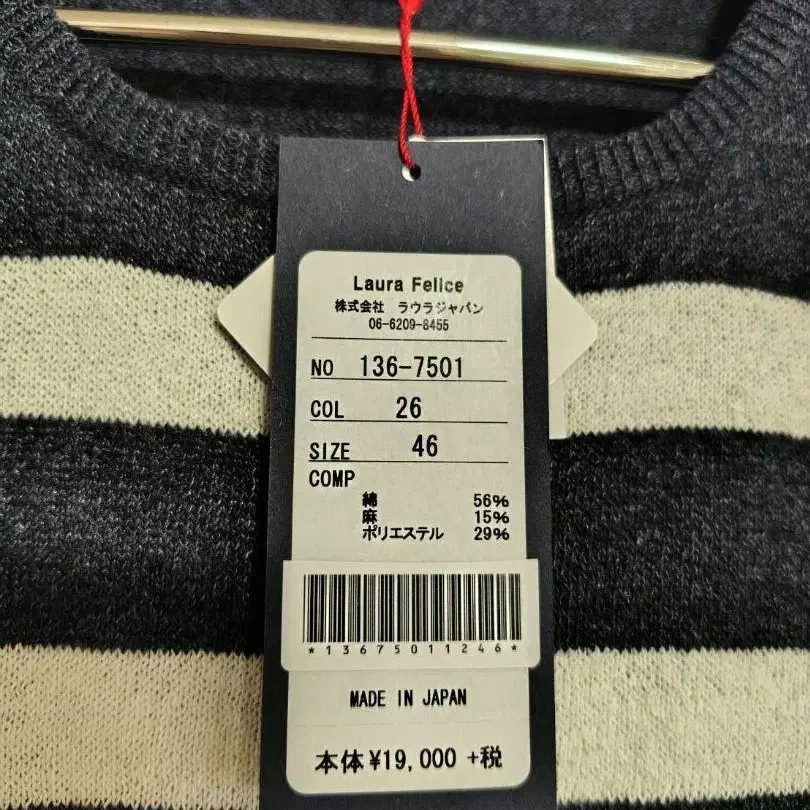 Laura Felice
株式会社 ラウラジャパン
06-6209-8455
NO 136-7501
COL 26
SIZE 46
COMP
綿 56%
麻 15%
ポリエステル 29%
*13675011246*
MADE IN JAPAN
本体¥19,000 +税